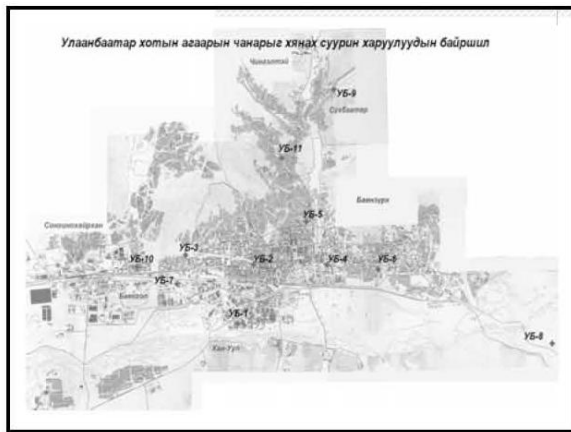 Улаанбаатар хотын агаарын чанарыг хянах суурин харуулуудын байршил
Чингэлтэй
УБ-9
Сүхбаатар
УБ-11
Баянзүрх
УБ-5
Сонгинохайрхан
УБ-3
УБ-10
УБ-2
УБ-4
УБ-6
УБ-7
Баянгол
УБ-1
УБ-8
Хан-Уул